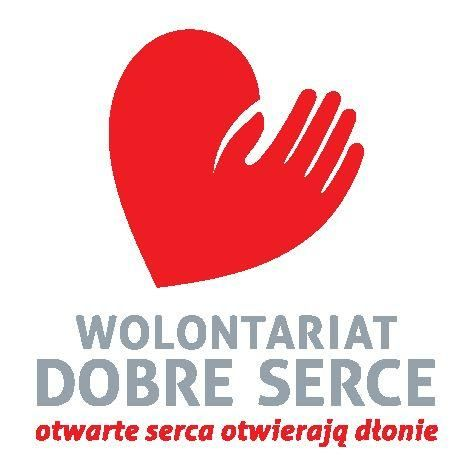 WOLONTARIAT
DOBRE SERCE
otwarte serca otwierają dłonie